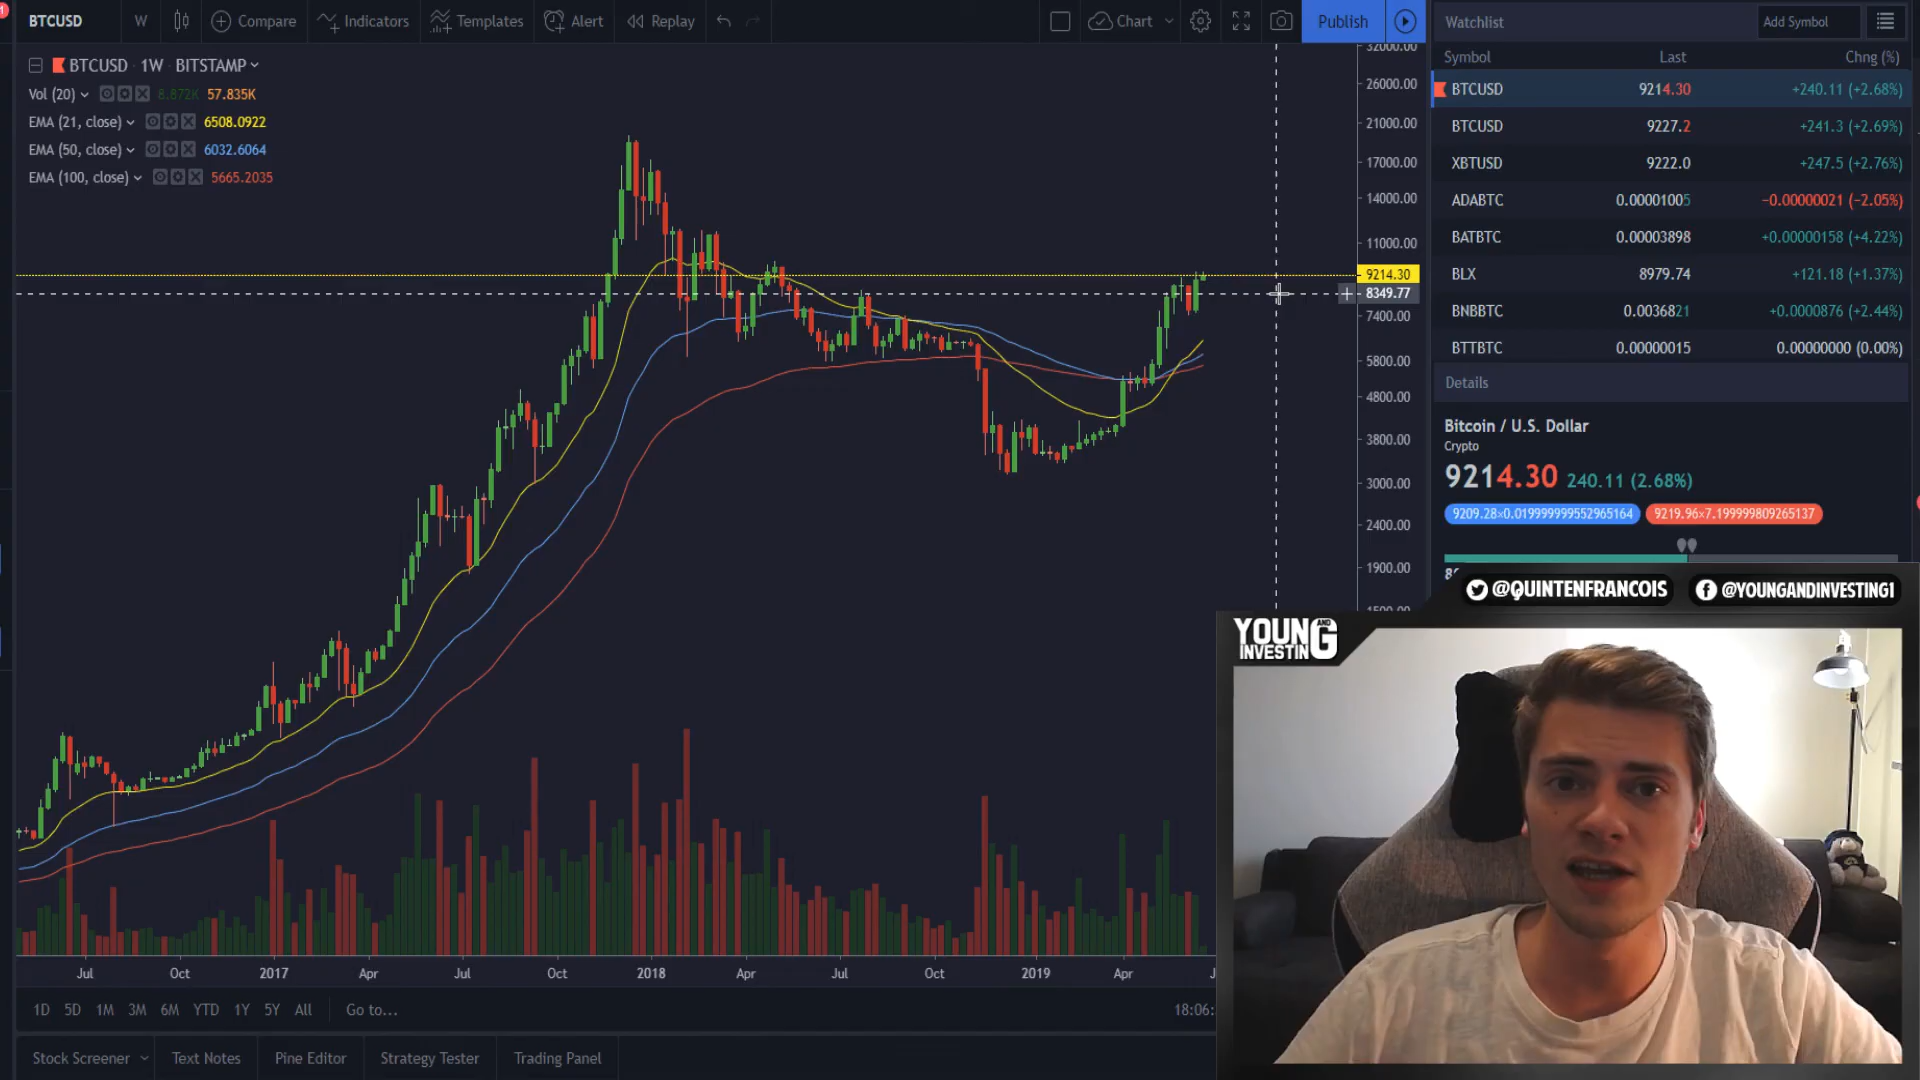 BTCUSD W Compare Indicators Templates Alert Replay Chart Publish
BTCUSD · 1W BITSTAMP
Vol (20) 8.872K 57.835K
EMA (21, close) 6508.0922
EMA (50, close) 6032.6064
EMA (100, close) 5665.2035
32000.00
26000.00
21000.00
17000.00
14000.00
11000.00
9214.30
8349.77
7400.00
5800.00
4800.00
3800.00
3000.00
2400.00
1900.00
Jul Oct 2017 Apr Jul Oct 2018 Apr Jul Oct 2019 Apr
1D 5D 1M 3M 6M YTD 1Y 5Y All Go to... 18:06:
Stock Screener Text Notes Pine Editor Strategy Tester Trading Panel
Watchlist Add Symbol
Symbol Last Chng (%)
BTCUSD 9214.30 +240.11 (+2.68%)
BTCUSD 9227.2 +241.3 (+2.69%)
XBTUSD 9222.0 +247.5 (+2.76%)
ADABTC 0.00001005 −0.00000021 (−2.05%)
BATBTC 0.00003898 +0.00000158 (+4.22%)
BLX 8979.74 +121.18 (+1.37%)
BNBBTC 0.0036821 +0.0000876 (+2.44%)
BTTBTC 0.00000015 0.00000000 (0.00%)
Details
Bitcoin / U.S. Dollar
Crypto
9214.30 240.11 (2.68%)
9209.28×0.019999999552965164 9219.96×7.199999809265137
@QUINTENFRANCOIS @YOUNGANDINVESTING1
YOUNG AND
INVESTING